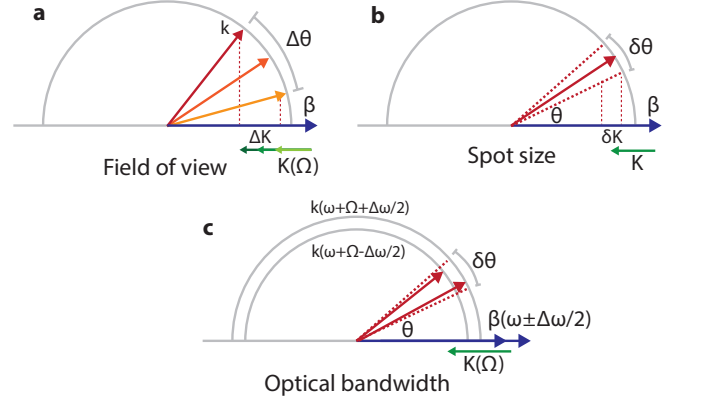 a
k
Δθ
β
ΔK
K(Ω)
Field of view
b
δθ
β
θ
δK
K
Spot size
c
k(ω+Ω+Δω/2)
k(ω+Ω-Δω/2)
δθ
θ
β(ω±Δω/2)
K(Ω)
Optical bandwidth